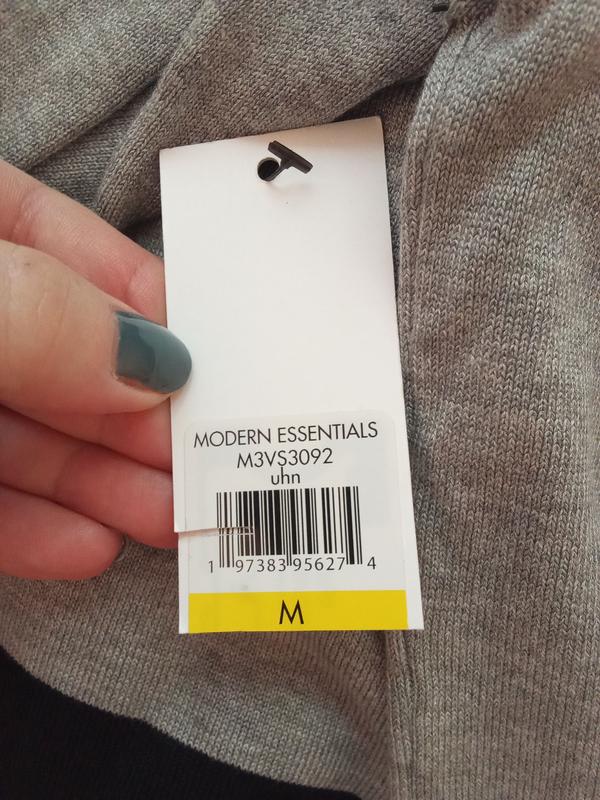 MODERN ESSENTIALS
M3VS3092
uhn
1 97383 95627 4
M